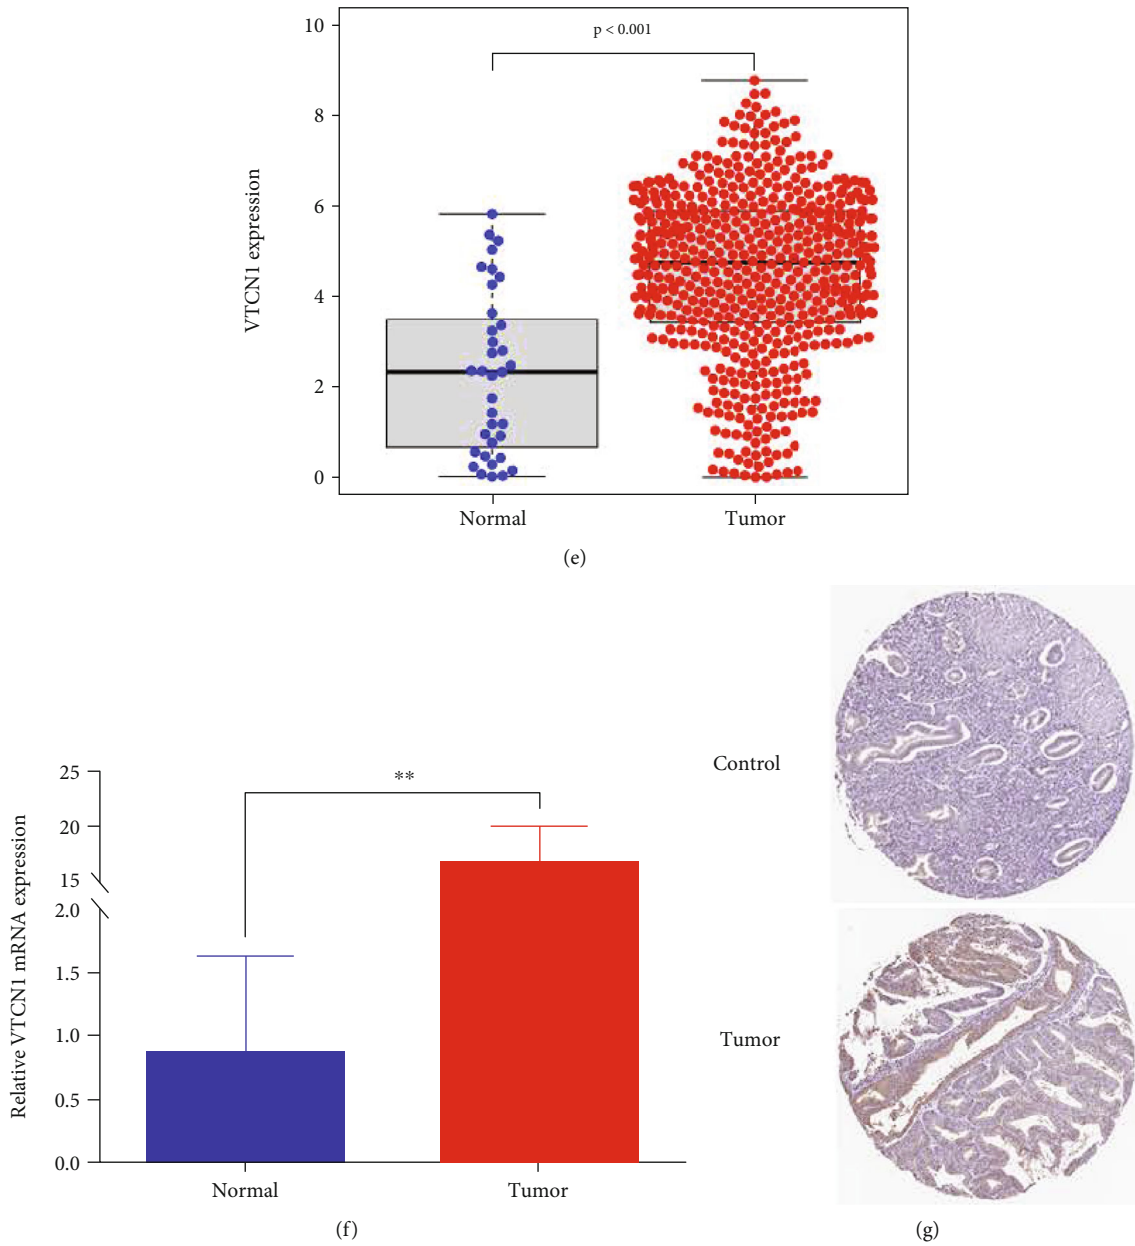 10
8
6
4
2
0
VTCN1 expression
p < 0.001
Normal
Tumor
(e)
25
20
15
2.0
1.5
1.0
0.5
0.0
Relative VTCN1 mRNA expression
**
Normal
Tumor
(f)
Control
Tumor
(g)